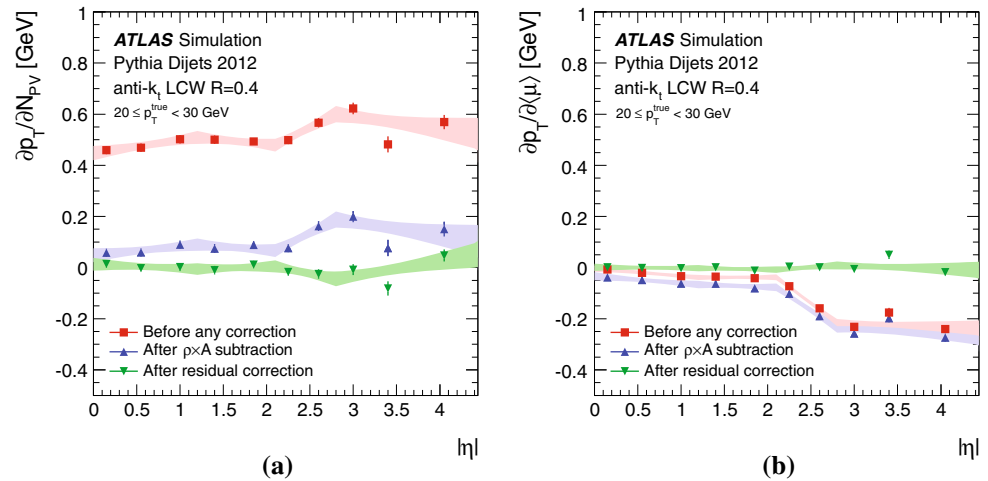 ∂p_T/∂N_PV [GeV]
1
0.8
0.6
0.4
0.2
0
-0.2
-0.4
ATLAS Simulation
Pythia Dijets 2012
anti-k_t LCW R=0.4
20 ≤ p_T^true < 30 GeV
Before any correction
After ρ×A subtraction
After residual correction
0 0.5 1 1.5 2 2.5 3 3.5 4
|η|
(a)
∂p_T/∂⟨μ⟩ [GeV]
1
0.8
0.6
0.4
0.2
0
-0.2
-0.4
ATLAS Simulation
Pythia Dijets 2012
anti-k_t LCW R=0.4
20 ≤ p_T^true < 30 GeV
Before any correction
After ρ×A subtraction
After residual correction
0 0.5 1 1.5 2 2.5 3 3.5 4
|η|
(b)